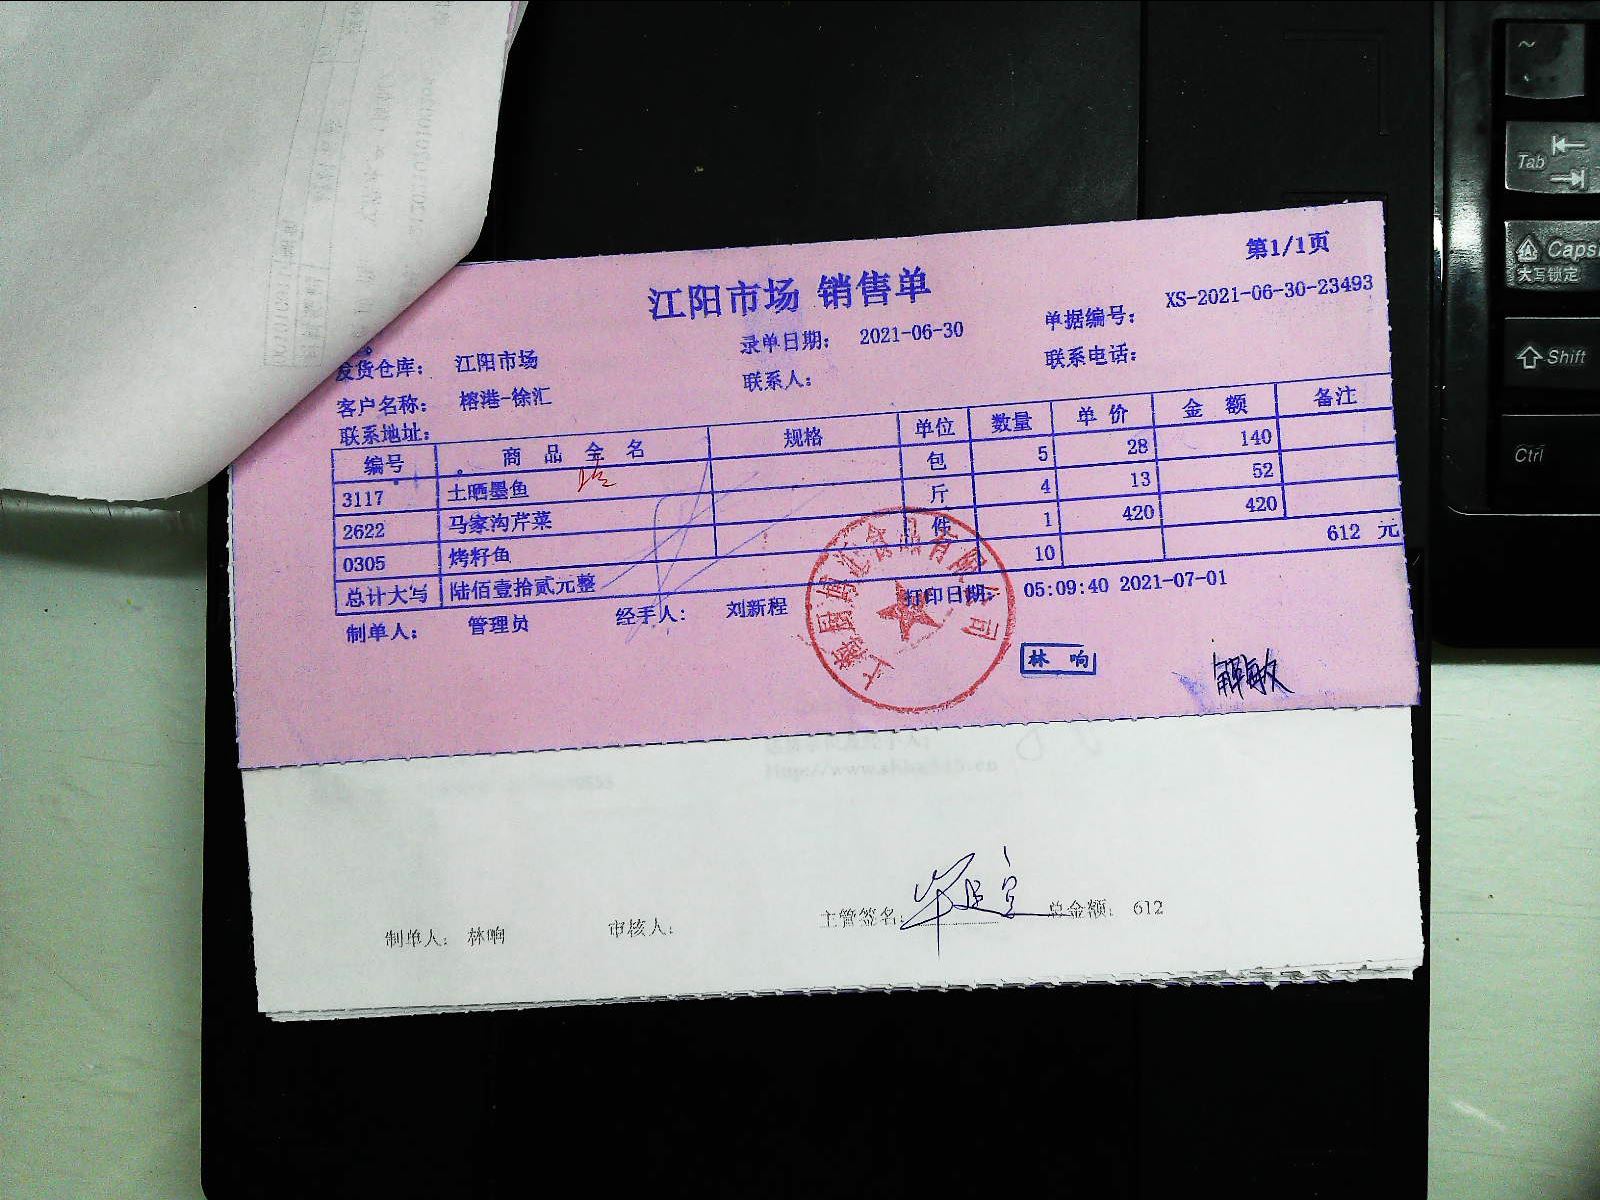 第1/1页
江阳市场 销售单
单据编号： XS-2021-06-30-23493
发货仓库： 江阳市场 录单日期： 2021-06-30 联系电话：
客户名称： 榕港-徐汇 联系人：
联系地址：
编号 商 品 全 名 规格 单位 数量 单 价 金 额 备注
3117 土晒墨鱼 包 5 28 140
2622 马家沟芹菜 斤 4 13 52
0305 烤籽鱼 件 1 420 420
总计大写 陆佰壹拾贰元整 10 612 元
制单人： 管理员 经手人： 刘新程 打印日期： 05:09:40 2021-07-01
林 响
解敏
制单人： 林响 审核人： 主管签名： 总金额： 612
~
Tab
Caps
大写锁定
Shift
Ctrl